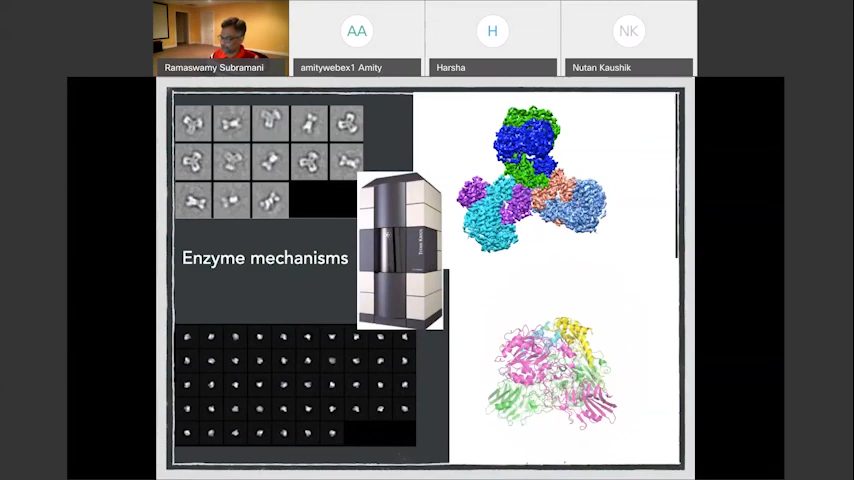 AA
H
NK
Ramaswamy Subramani
amitywebex1 Amity
Harsha
Nutan Kaushik
Enzyme mechanisms